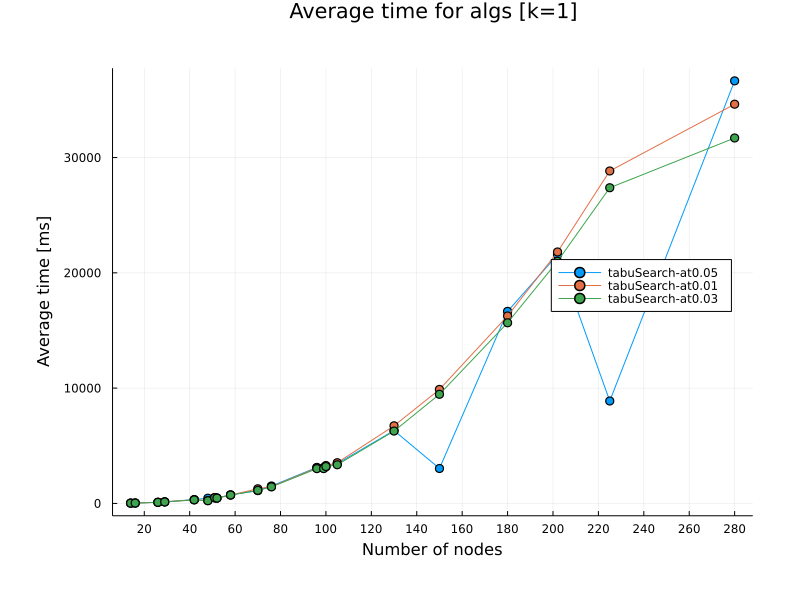 Average time for algs [k=1]
Average time [ms]
30000
20000
10000
0
tabuSearch-at0.05
tabuSearch-at0.01
tabuSearch-at0.03
20 40 60 80 100 120 140 160 180 200 220 240 260 280
Number of nodes